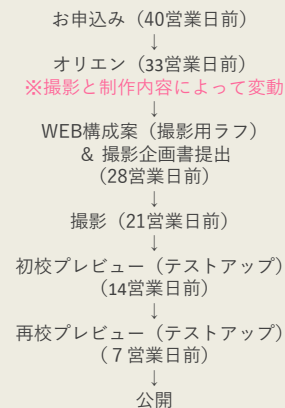 お申込み（40営業日前）
↓
オリエン（33営業日前）
※撮影と制作内容によって変動
↓
WEB構成案（撮影用ラフ）
& 撮影企画書提出
（28営業日前）
↓
撮影（21営業日前）
↓
初校プレビュー（テストアップ）
（14営業日前）
↓
再校プレビュー（テストアップ）
（７営業日前）
↓
公開